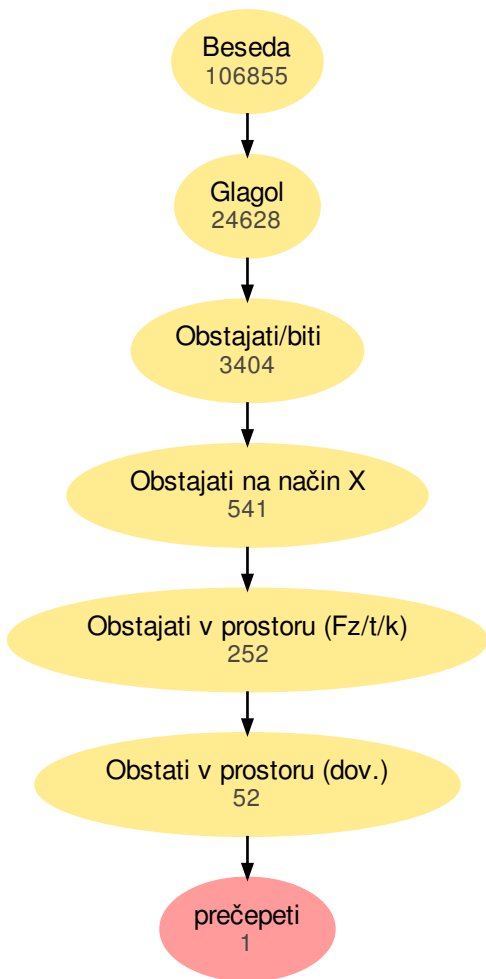 Beseda
106855
Glagol
24628
Obstajati/biti
3404
Obstajati na način X
541
Obstajati v prostoru (Fz/t/k)
252
Obstati v prostoru (dov.)
52
prečepeti
1